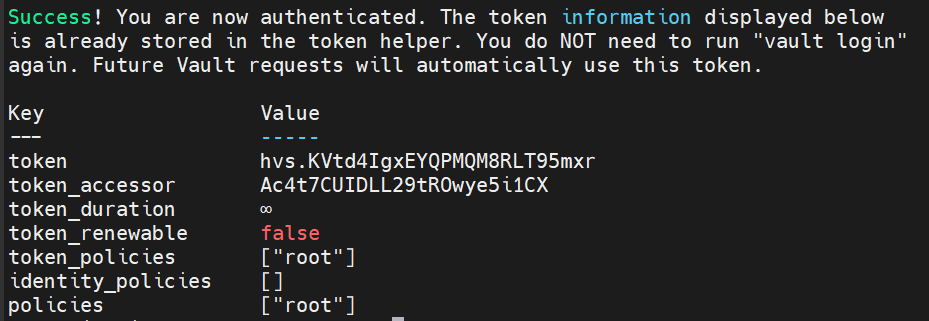 Success! You are now authenticated. The token information displayed below
is already stored in the token helper. You do NOT need to run "vault login"
again. Future Vault requests will automatically use this token.
Key Value
--- -----
token hvs.KVtd4IgxEYQPMQM8RLT95mxr
token_accessor Ac4t7CUIDLL29tROwye5i1CX
token_duration ∞
token_renewable false
token_policies ["root"]
identity_policies []
policies ["root"]